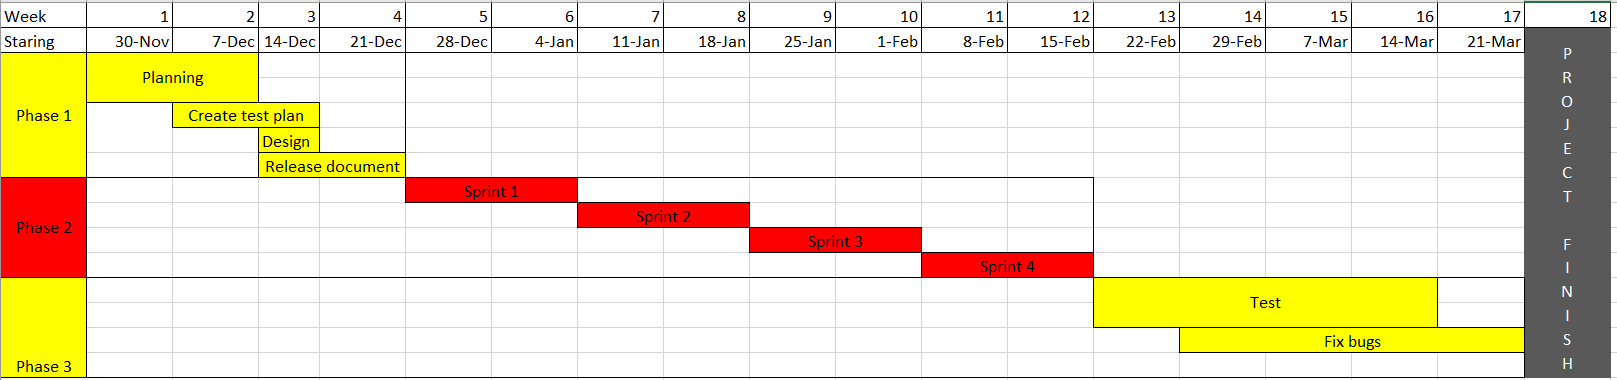 Week 1 2 3 4 5 6 7 8 9 10 11 12 13 14 15 16 17 18
Staring 30-Nov 7-Dec 14-Dec 21-Dec 28-Dec 4-Jan 11-Jan 18-Jan 25-Jan 1-Feb 8-Feb 15-Feb 22-Feb 29-Feb 7-Mar 14-Mar 21-Mar
Planning
Phase 1
Create test plan
Design
Release document
Sprint 1
Sprint 2
Phase 2
Sprint 3
Sprint 4
Test
Fix bugs
Phase 3
PROJECT FINISH